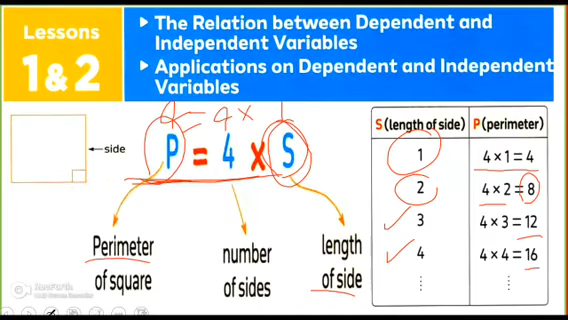 Lessons
1 & 2
The Relation between Dependent and
Independent Variables
Applications on Dependent and Independent
Variables
4 x
side
P = 4 x S
Perimeter
of square
number
of sides
length
of side
S (length of side) P (perimeter)
1 4 × 1 = 4
2 4 × 2 = 8
3 4 × 3 = 12
4 4 × 4 = 16